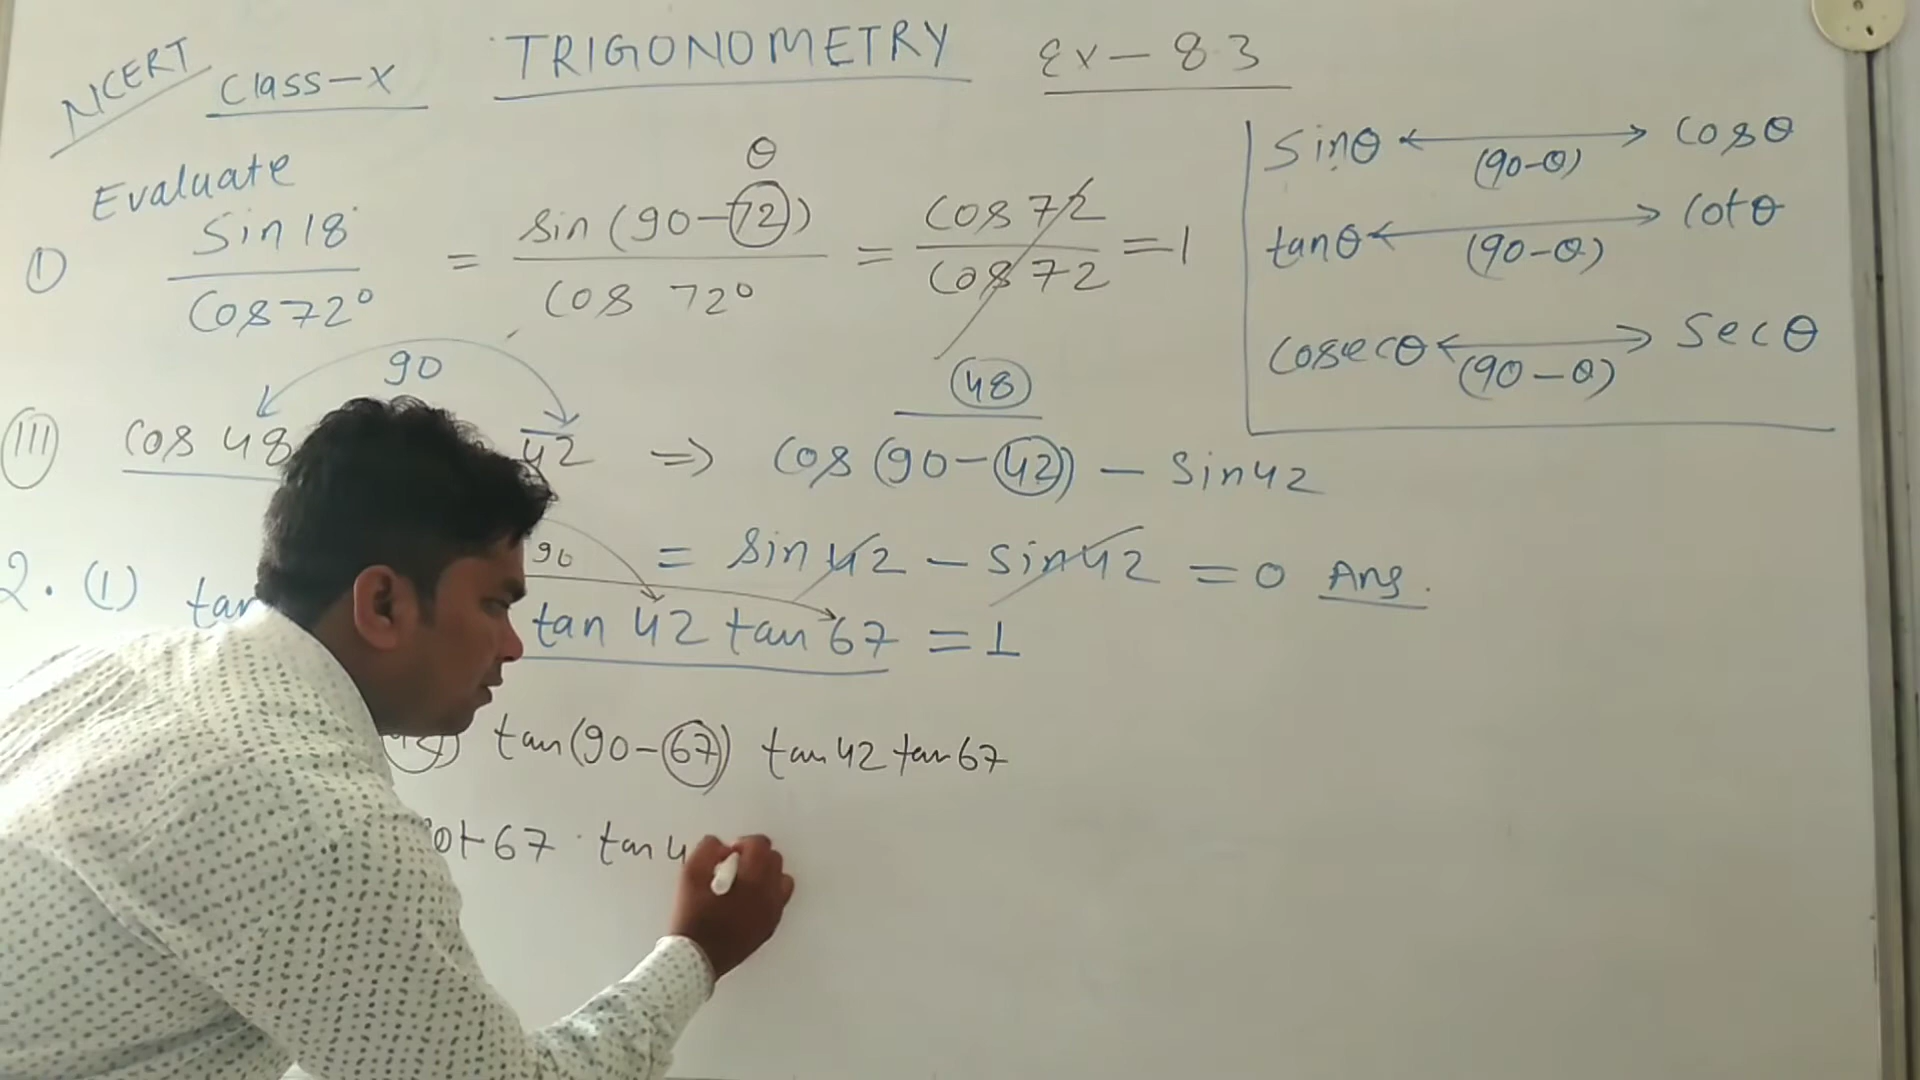 NCERT Class-X TRIGONOMETRY Ex-8.3
Evaluate
(I) Sin 18° / Cos 72° = Sin (90-72) / Cos 72° = Cos 72 / Cos 72 = 1
θ
Sinθ ⟷ Cosθ
(90-θ)
tanθ ⟷ Cotθ
(90-θ)
Cosecθ ⟷ Secθ
(90-θ)
90
48
(III) Cos 48 42 ⇒ Cos (90-42) - Sin 42
90
= Sin 42 - Sin 42 = 0 Ans.
2. (I) tan tan 42 tan 67 = 1
tan (90-67) tan 42 tan 67
67 · tan 4